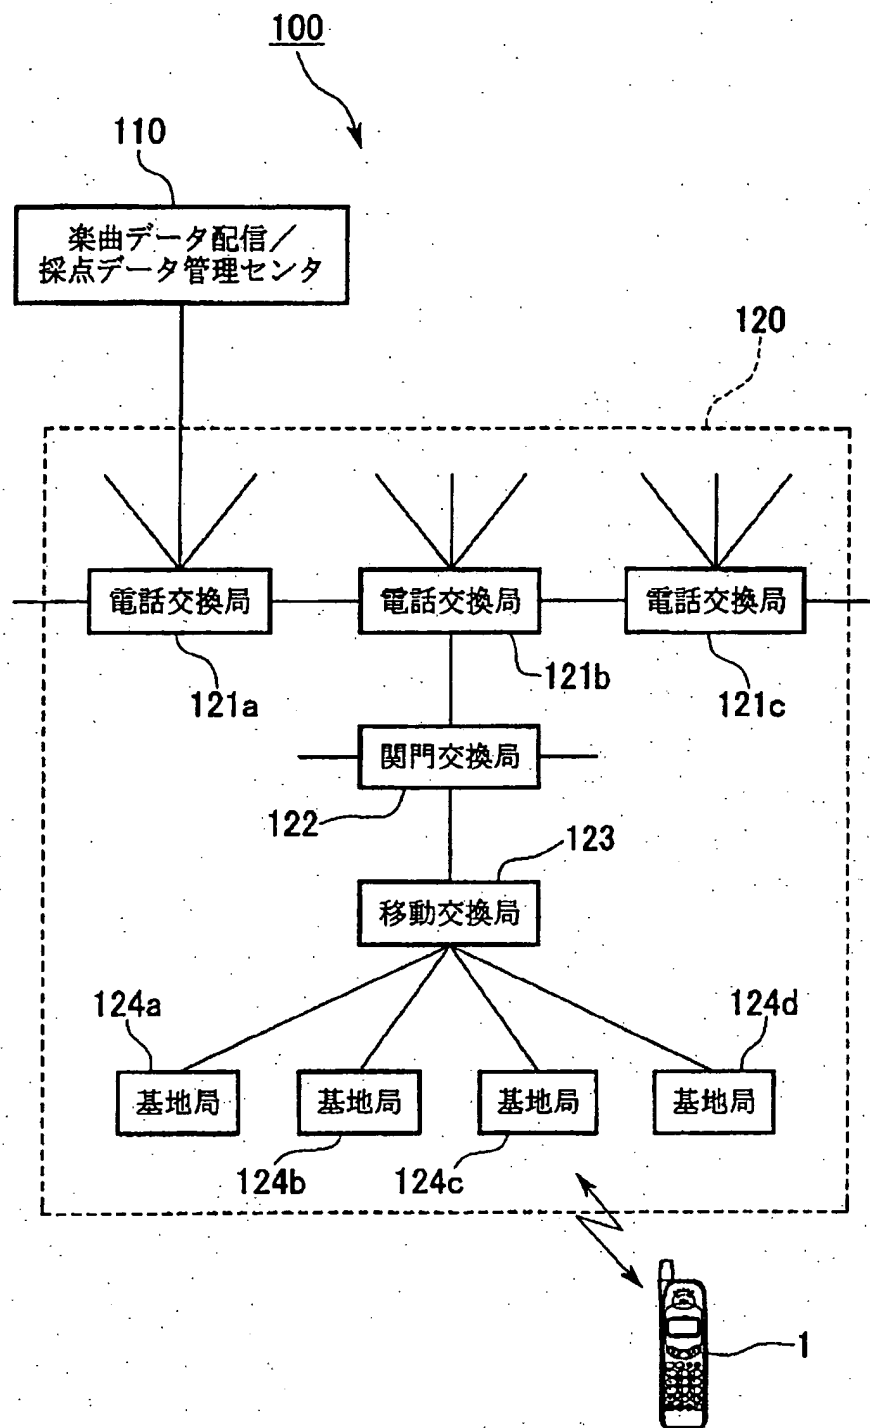 100
110
楽曲データ配信／
採点データ管理センタ
120
電話交換局
電話交換局
電話交換局
121a
121b
121c
関門交換局
122
123
移動交換局
124a
124d
基地局
基地局
基地局
基地局
124b
124c
1